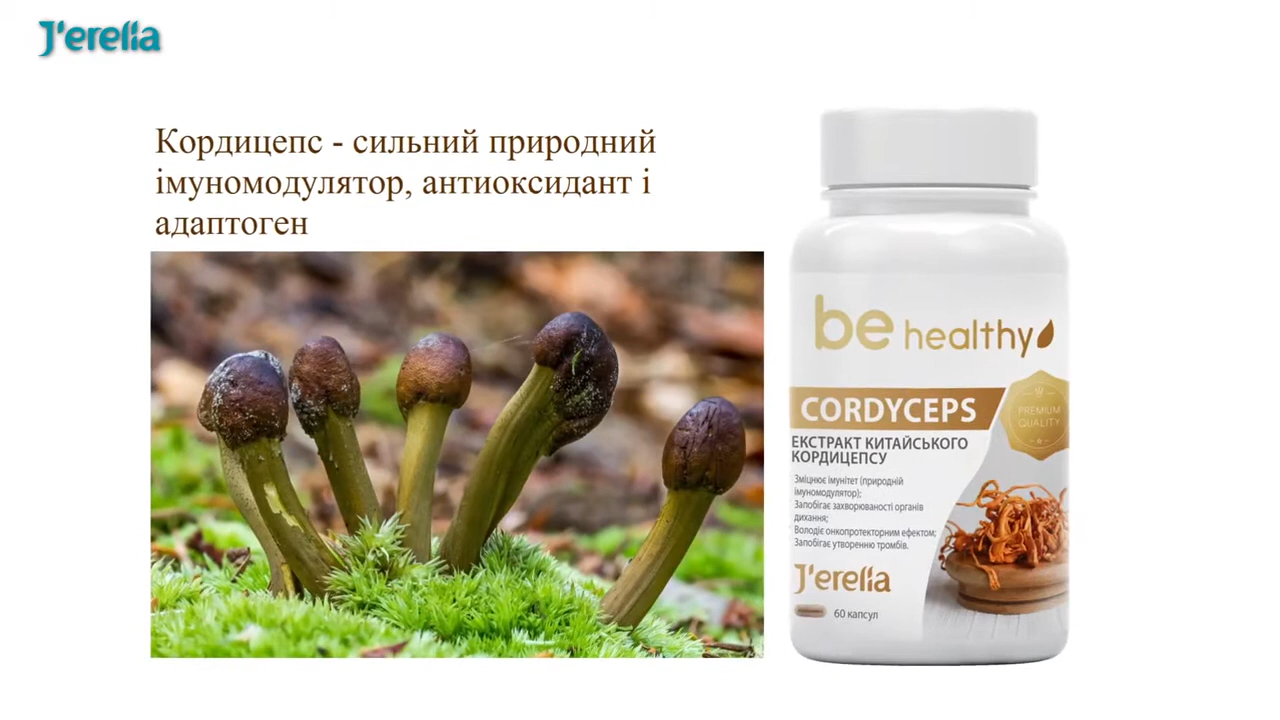 J'erelia
Кордицепс - сильний природний
імуномодулятор, антиоксидант і
адаптоген
be healthy
CORDYCEPS
PREMIUM
QUALITY
ЕКСТРАКТ КИТАЙСЬКОГО
КОРДИЦЕПСУ
Зміцнює імунітет (природній
імуномодулятор);
Запобігає захворюваності органів
дихання;
Володіє онкопротекторним ефектом;
Запобігає утворенню тромбів.
J'erelia
60 капсул